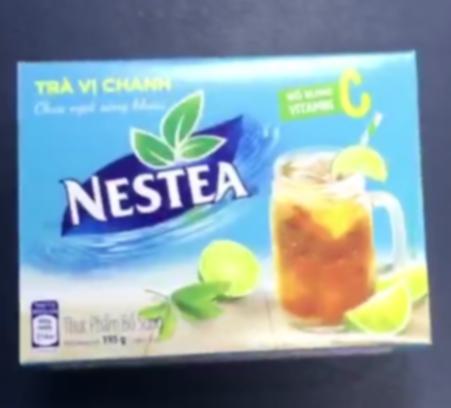 TRÀ VỊ CHANH
Chua ngọt sảng khoái
BỔ SUNG
VITAMIN C
NESTEA
Thực Phẩm Bổ Sung
195 g